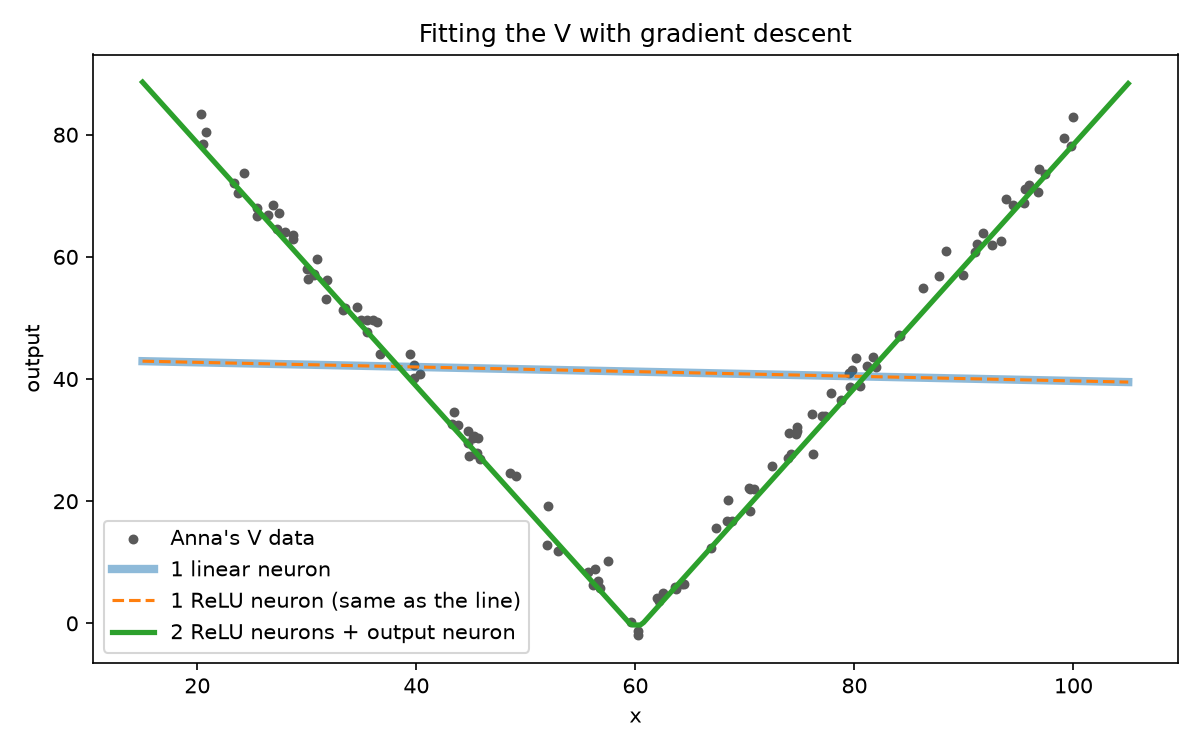 Fitting the V with gradient descent
output
80
60
40
20
0
Anna's V data
1 linear neuron
1 ReLU neuron (same as the line)
2 ReLU neurons + output neuron
20 40 60 80 100
x